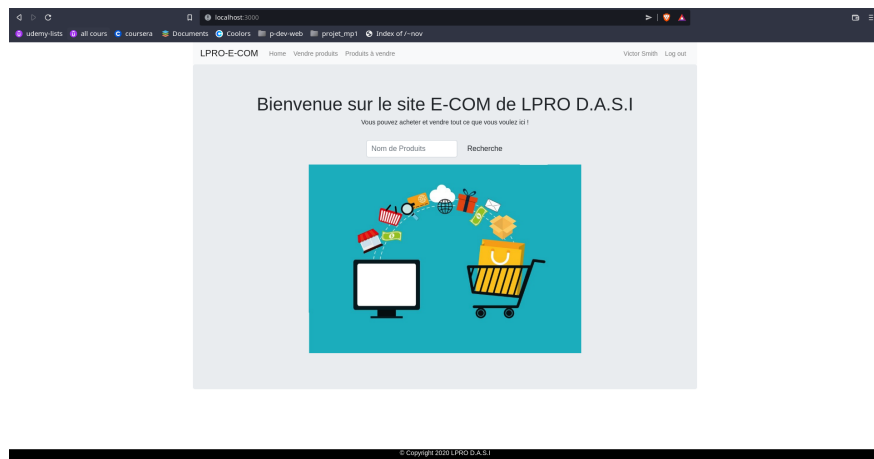 localhost:3000
udemy-lists all cours coursera Documents Coolors p-dev-web projet_mp1 Index of /~nov
LPRO-E-COM Home Vendre produits Produits à vendre Victor Smith Log out
Bienvenue sur le site E-COM de LPRO D.A.S.I
Vous pouvez acheter et vendre tout ce que vous voulez ici !
Nom de Produits Recherche
© Copyright 2020 LPRO D.A.S.I